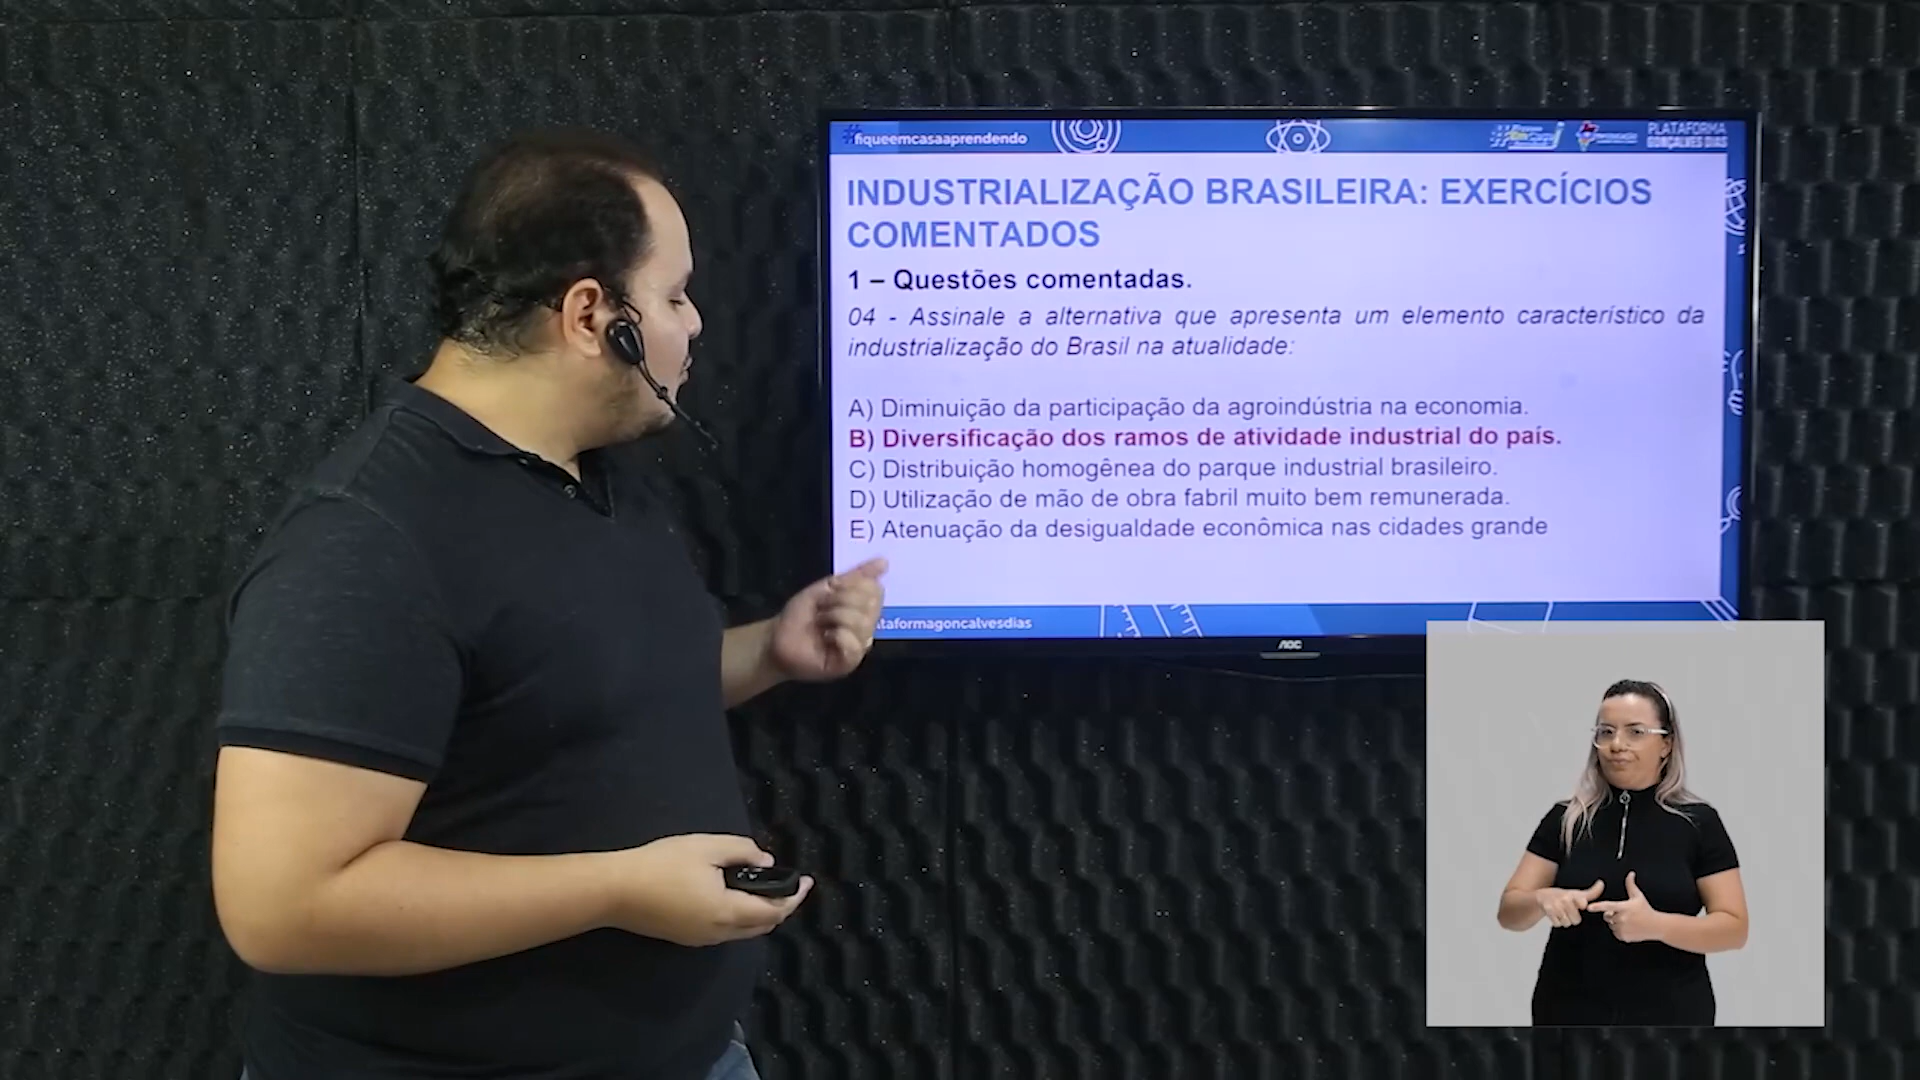 #fiqueemcasaaprendendo
PLATAFORMA
GONÇALVES DIAS
INDUSTRIALIZAÇÃO BRASILEIRA: EXERCÍCIOS
COMENTADOS
1 – Questões comentadas.
04 - Assinale a alternativa que apresenta um elemento característico da
industrialização do Brasil na atualidade:
A) Diminuição da participação da agroindústria na economia.
B) Diversificação dos ramos de atividade industrial do país.
C) Distribuição homogênea do parque industrial brasileiro.
D) Utilização de mão de obra fabril muito bem remunerada.
E) Atenuação da desigualdade econômica nas cidades grande
taformagoncalvesdias
AOC